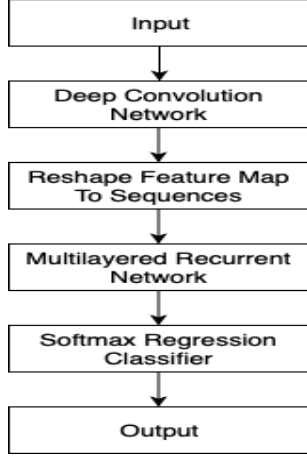 Input
Deep Convolution
Network
Reshape Feature Map
To Sequences
Multilayered Recurrent
Network
Softmax Regression
Classifier
Output